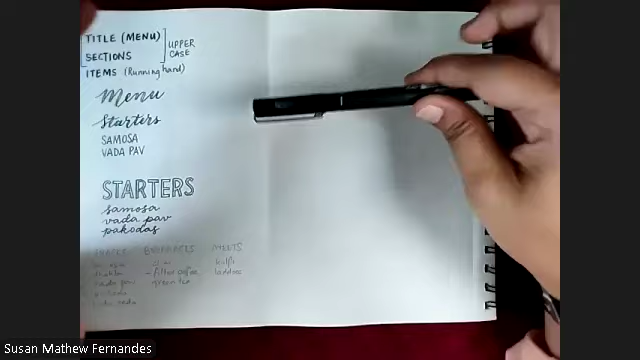 TITLE (MENU)
SECTIONS
UPPER
CASE
ITEMS (Running hand)
Menu
Starters
SAMOSA
VADA PAV
STARTERS
samosa
vada pav
pakodas
BEVERAGES
SWEETS
- filter coffee
green tea
kulfi
laddoo
vada pav
Susan Mathew Fernandes